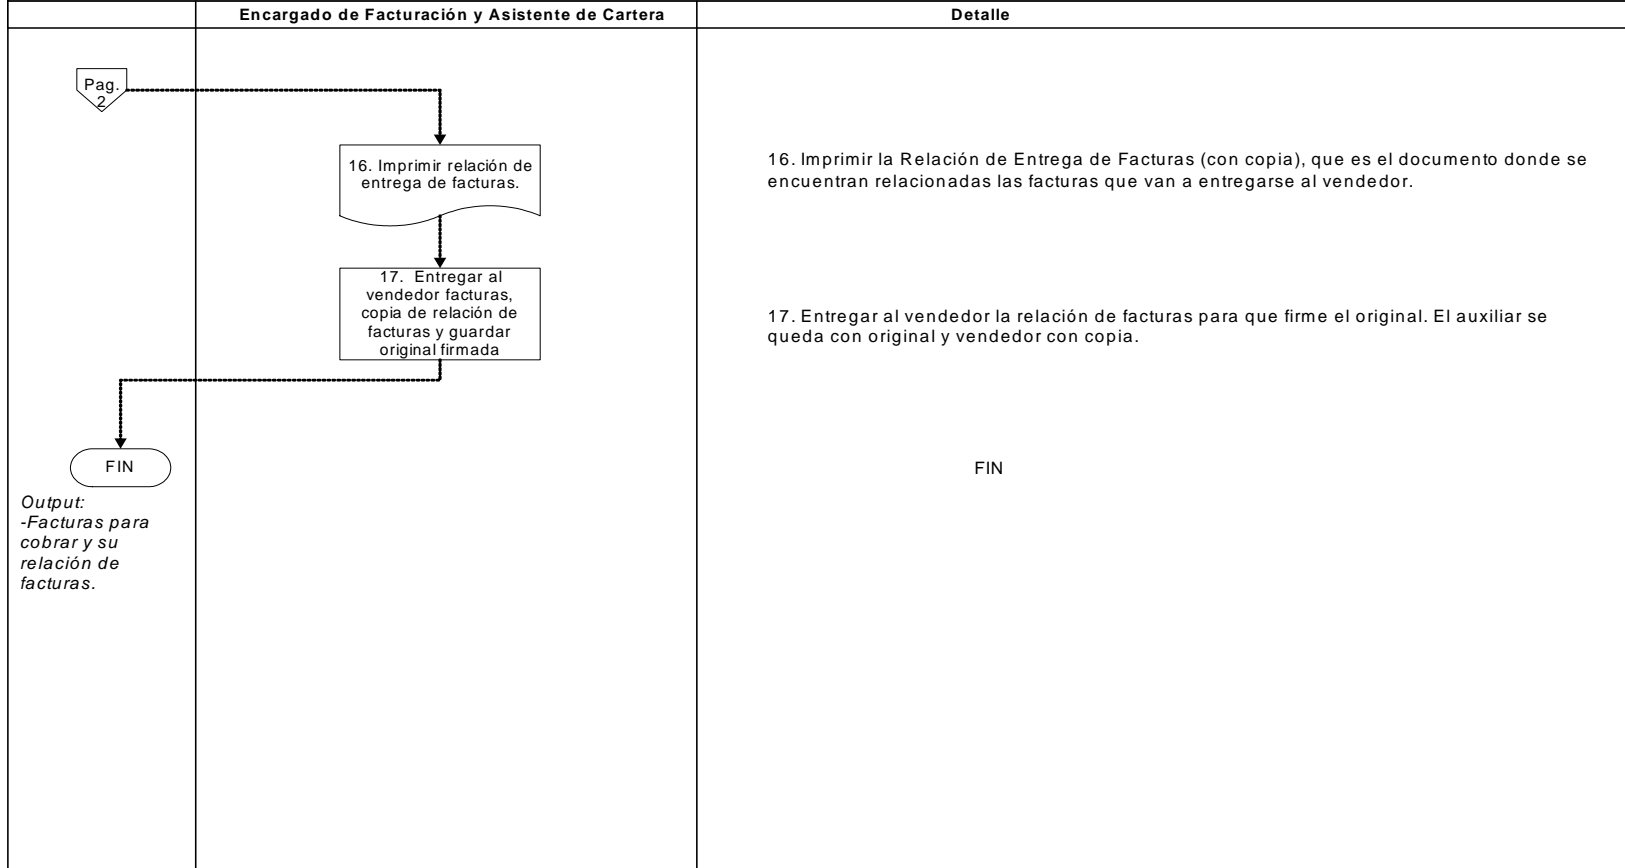 Encargado de Facturación y Asistente de Cartera
Detalle
Pag.
2
16. Imprimir relación de
entrega de facturas.
16. Imprimir la Relación de Entrega de Facturas (con copia), que es el documento donde se
encuentran relacionadas las facturas que van a entregarse al vendedor.
17. Entregar al
vendedor facturas,
copia de relación de
facturas y guardar
original firmada
17. Entregar al vendedor la relación de facturas para que firme el original. El auxiliar se
queda con original y vendedor con copia.
FIN
FIN
Output:
-Facturas para
cobrar y su
relación de
facturas.